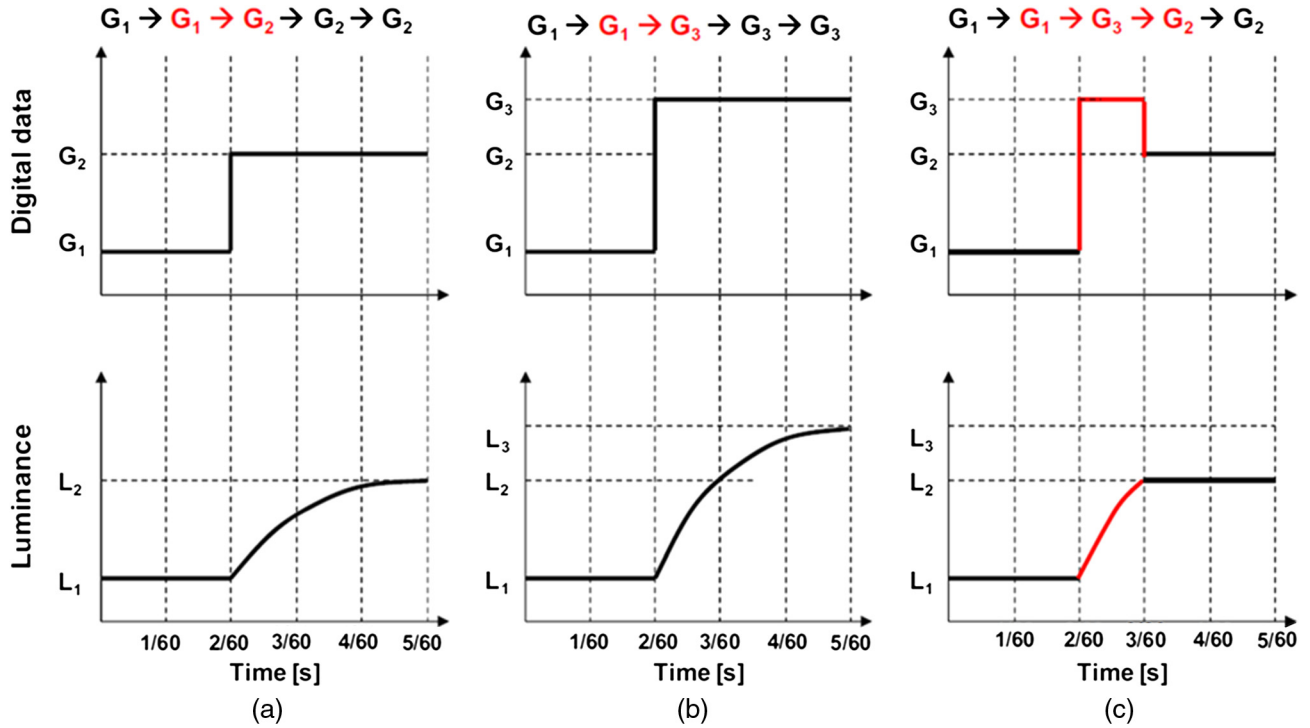 G₁ → G₁ → G₂ → G₂ → G₂
G₁ → G₁ → G₃ → G₃ → G₃
G₁ → G₁ → G₃ → G₂ → G₂
Digital data
G₂
G₁
G₃
G₂
G₁
G₃
G₂
G₁
Luminance
L₂
L₁
L₃
L₂
L₁
L₃
L₂
L₁
1/60 2/60 3/60 4/60 5/60
1/60 2/60 3/60 4/60 5/60
1/60 2/60 3/60 4/60 5/60
Time [s]
Time [s]
Time [s]
(a)
(b)
(c)